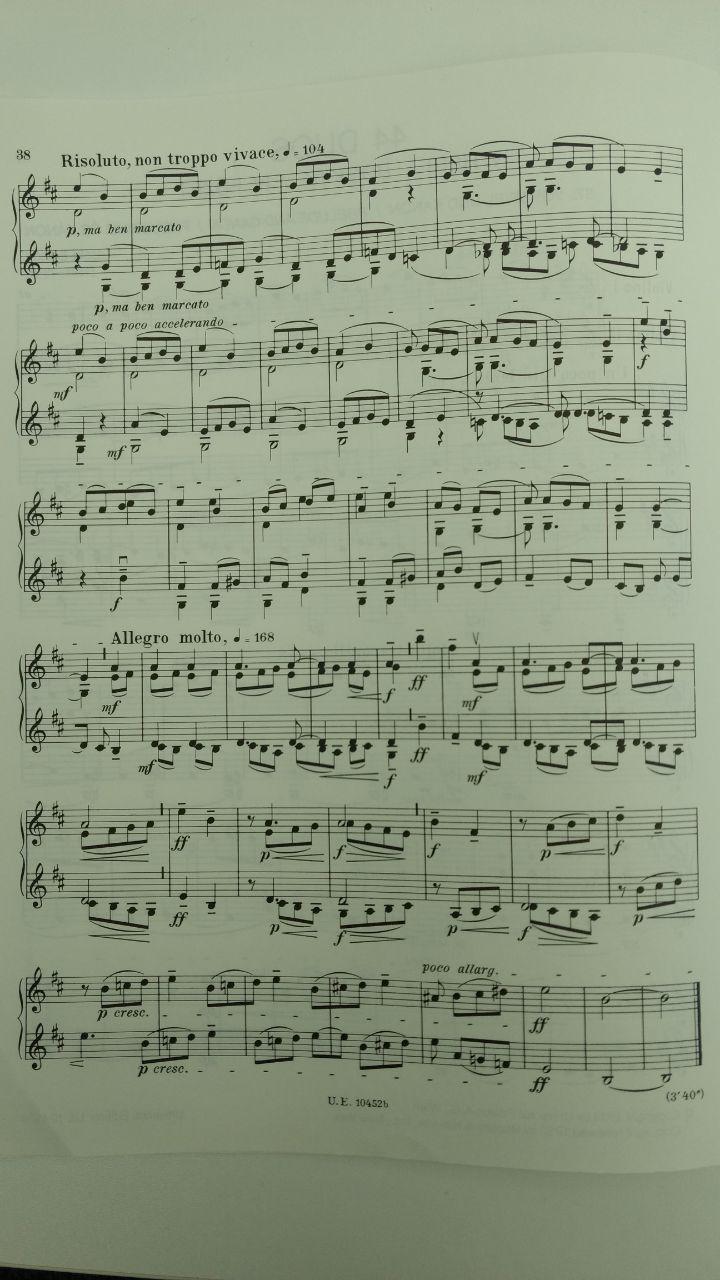 38
Risoluto, non troppo vivace, ♩ = 104
p, ma ben marcato
p, ma ben marcato
poco a poco accelerando
mf
f
mf
f
Allegro molto, ♩ = 168
mf
f
ff
mf
mf
f
ff
mf
ff
p
f
f
p
f
ff
p
f
p
f
p
poco allarg.
p cresc.
ff
p cresc.
ff
U. E. 10452b
(3′40″)